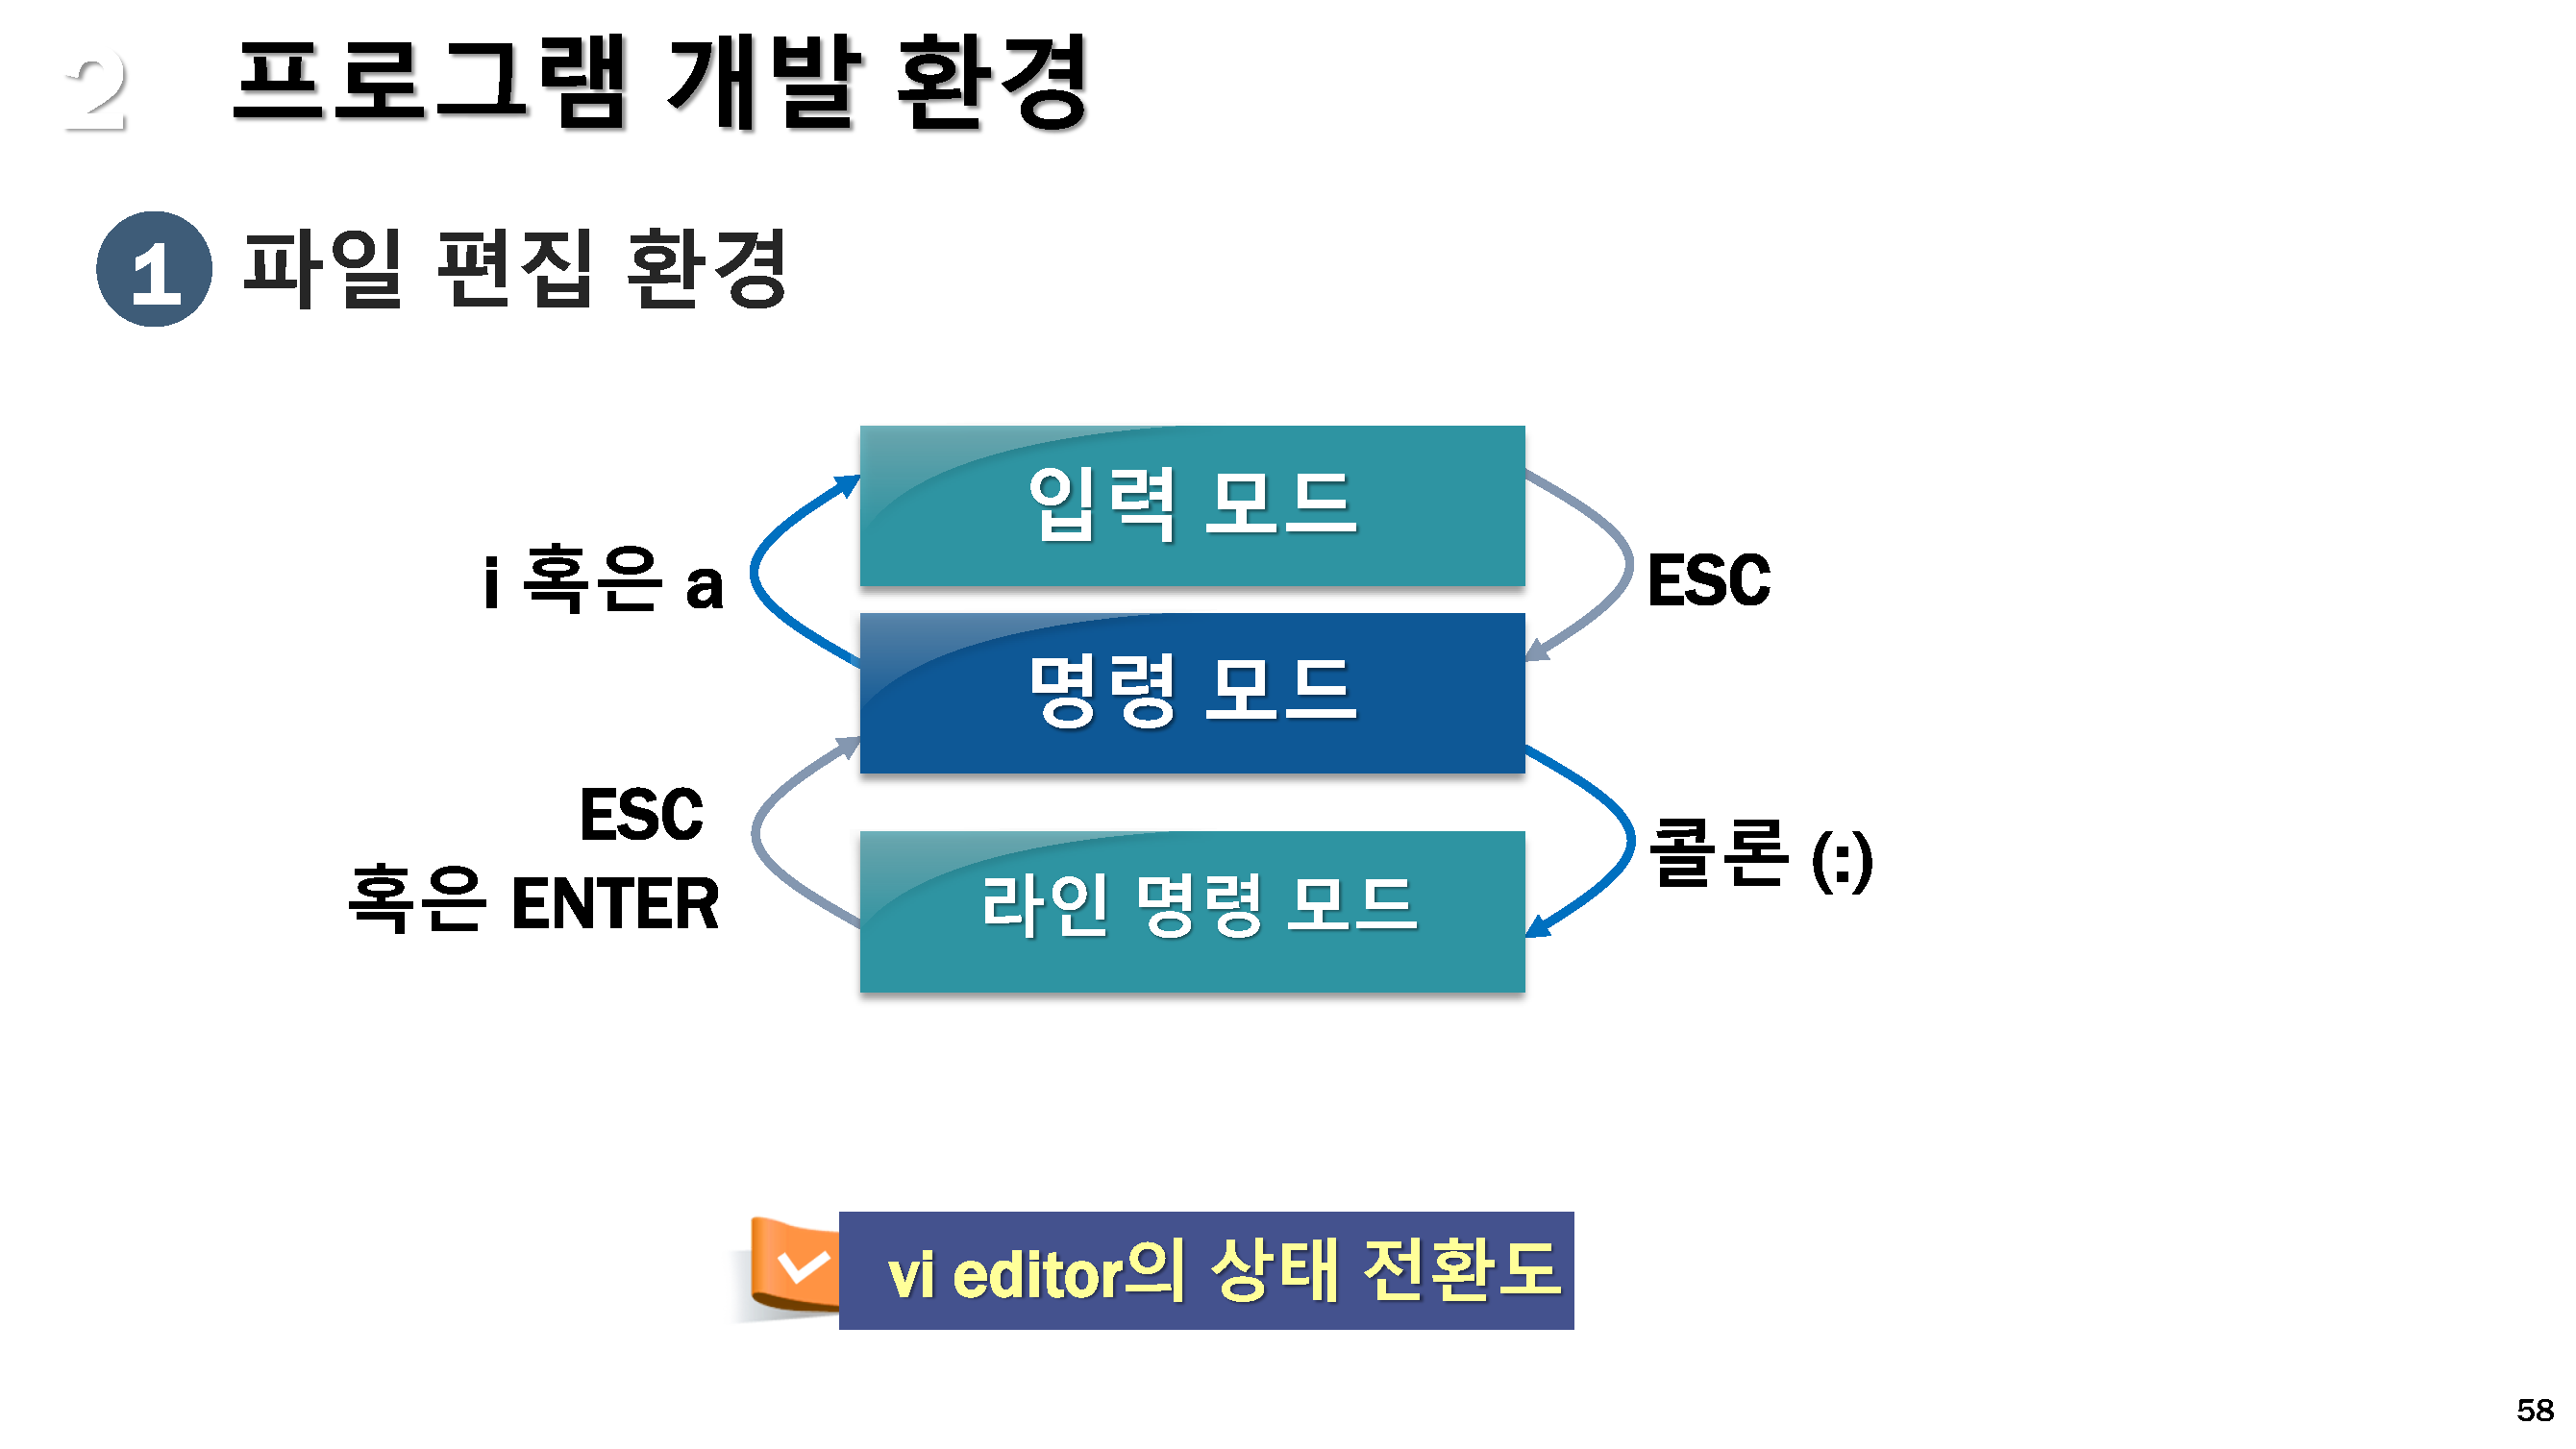 2 프로그램 개발 환경
1 파일 편집 환경
입력 모드
i 혹은 a
ESC
명령 모드
ESC
혹은 ENTER
콜론 (:)
라인 명령 모드
vi editor의 상태 전환도
58